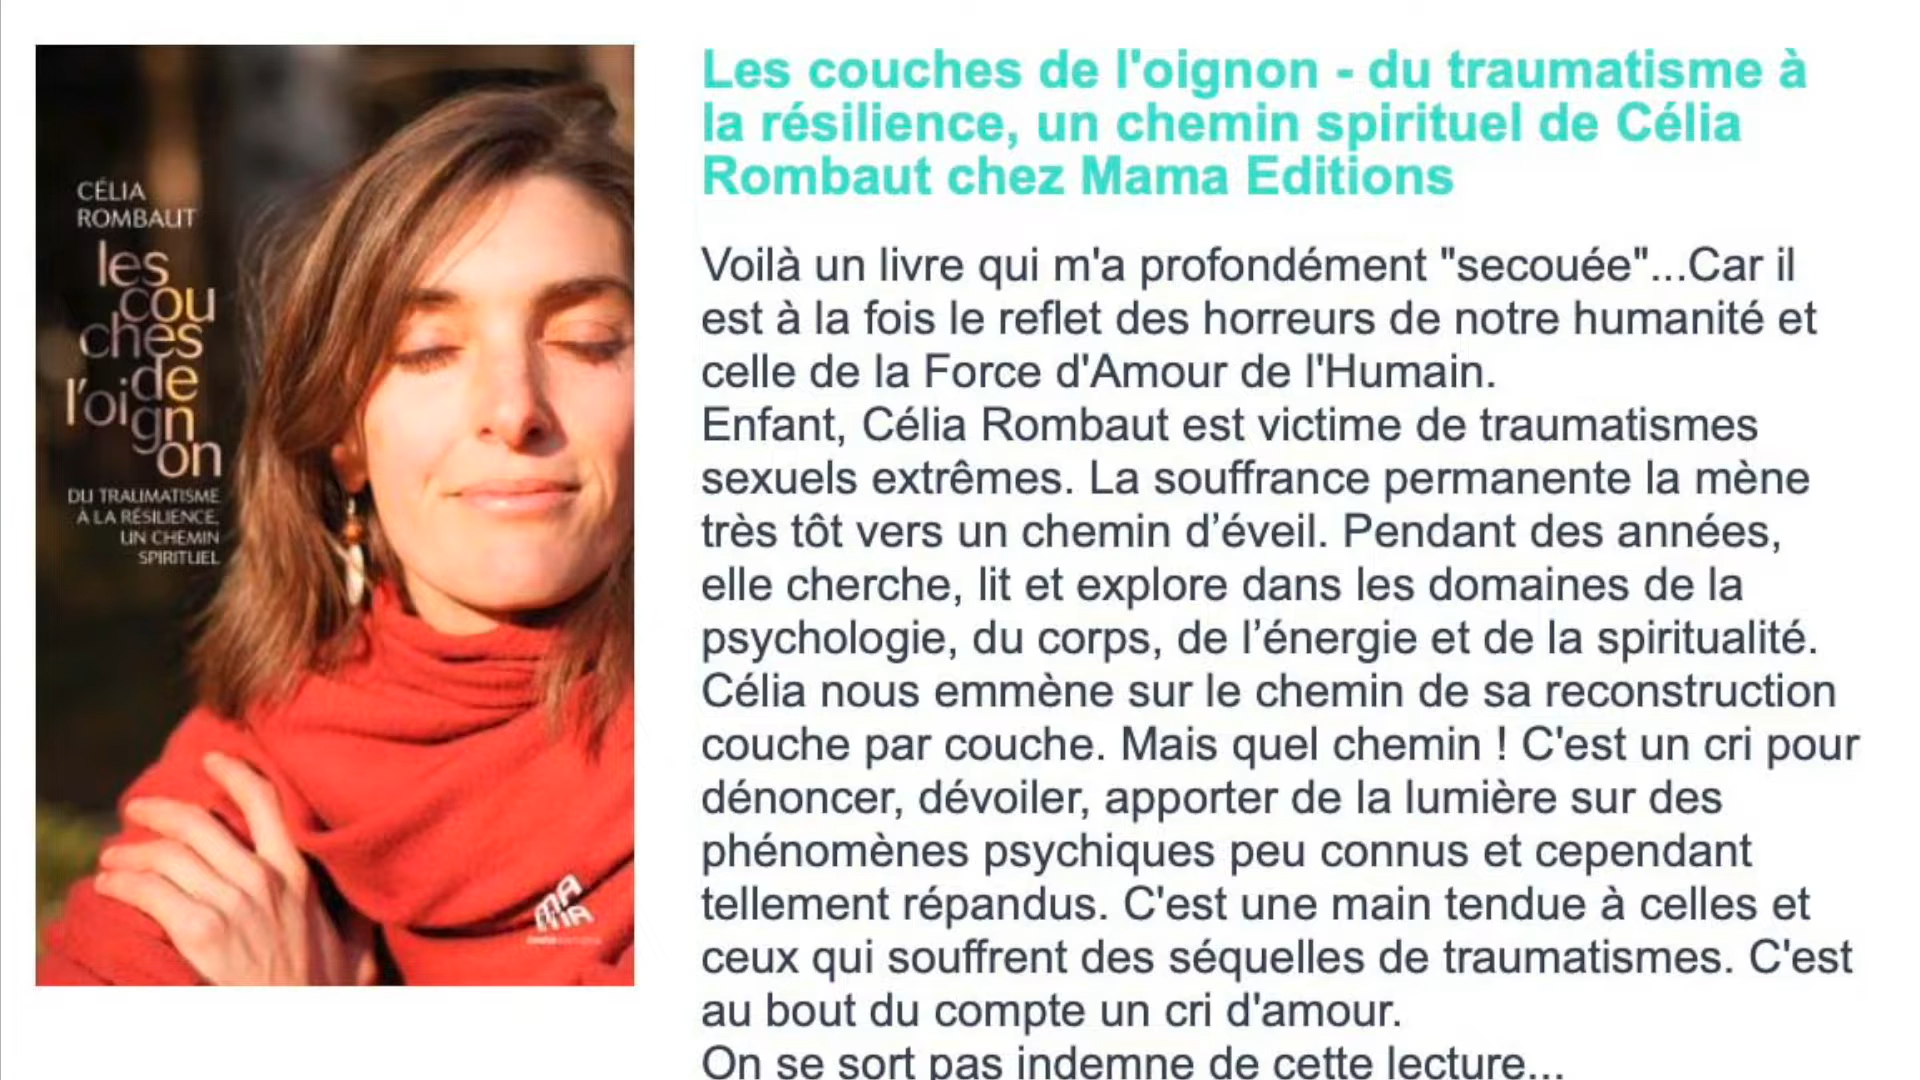 CÉLIA
ROMBAUT
les
cou
ches
de
l'oign
on
DU TRAUMATISME
À LA RÉSILIENCE,
UN CHEMIN
SPIRITUEL
MAMA
Les couches de l'oignon - du traumatisme à
la résilience, un chemin spirituel de Célia
Rombaut chez Mama Editions
Voilà un livre qui m'a profondément "secouée"...Car il
est à la fois le reflet des horreurs de notre humanité et
celle de la Force d'Amour de l'Humain.
Enfant, Célia Rombaut est victime de traumatismes
sexuels extrêmes. La souffrance permanente la mène
très tôt vers un chemin d’éveil. Pendant des années,
elle cherche, lit et explore dans les domaines de la
psychologie, du corps, de l’énergie et de la spiritualité.
Célia nous emmène sur le chemin de sa reconstruction
couche par couche. Mais quel chemin ! C'est un cri pour
dénoncer, dévoiler, apporter de la lumière sur des
phénomènes psychiques peu connus et cependant
tellement répandus. C'est une main tendue à celles et
ceux qui souffrent des séquelles de traumatismes. C'est
au bout du compte un cri d'amour.
On se sort pas indemne de cette lecture...